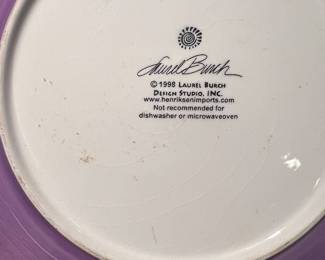 Laurel Burch
© 1998 LAUREL BURCH
DESIGN STUDIO, INC.
www.henriksenimports.com
Not recommended for
dishwasher or microwaveoven